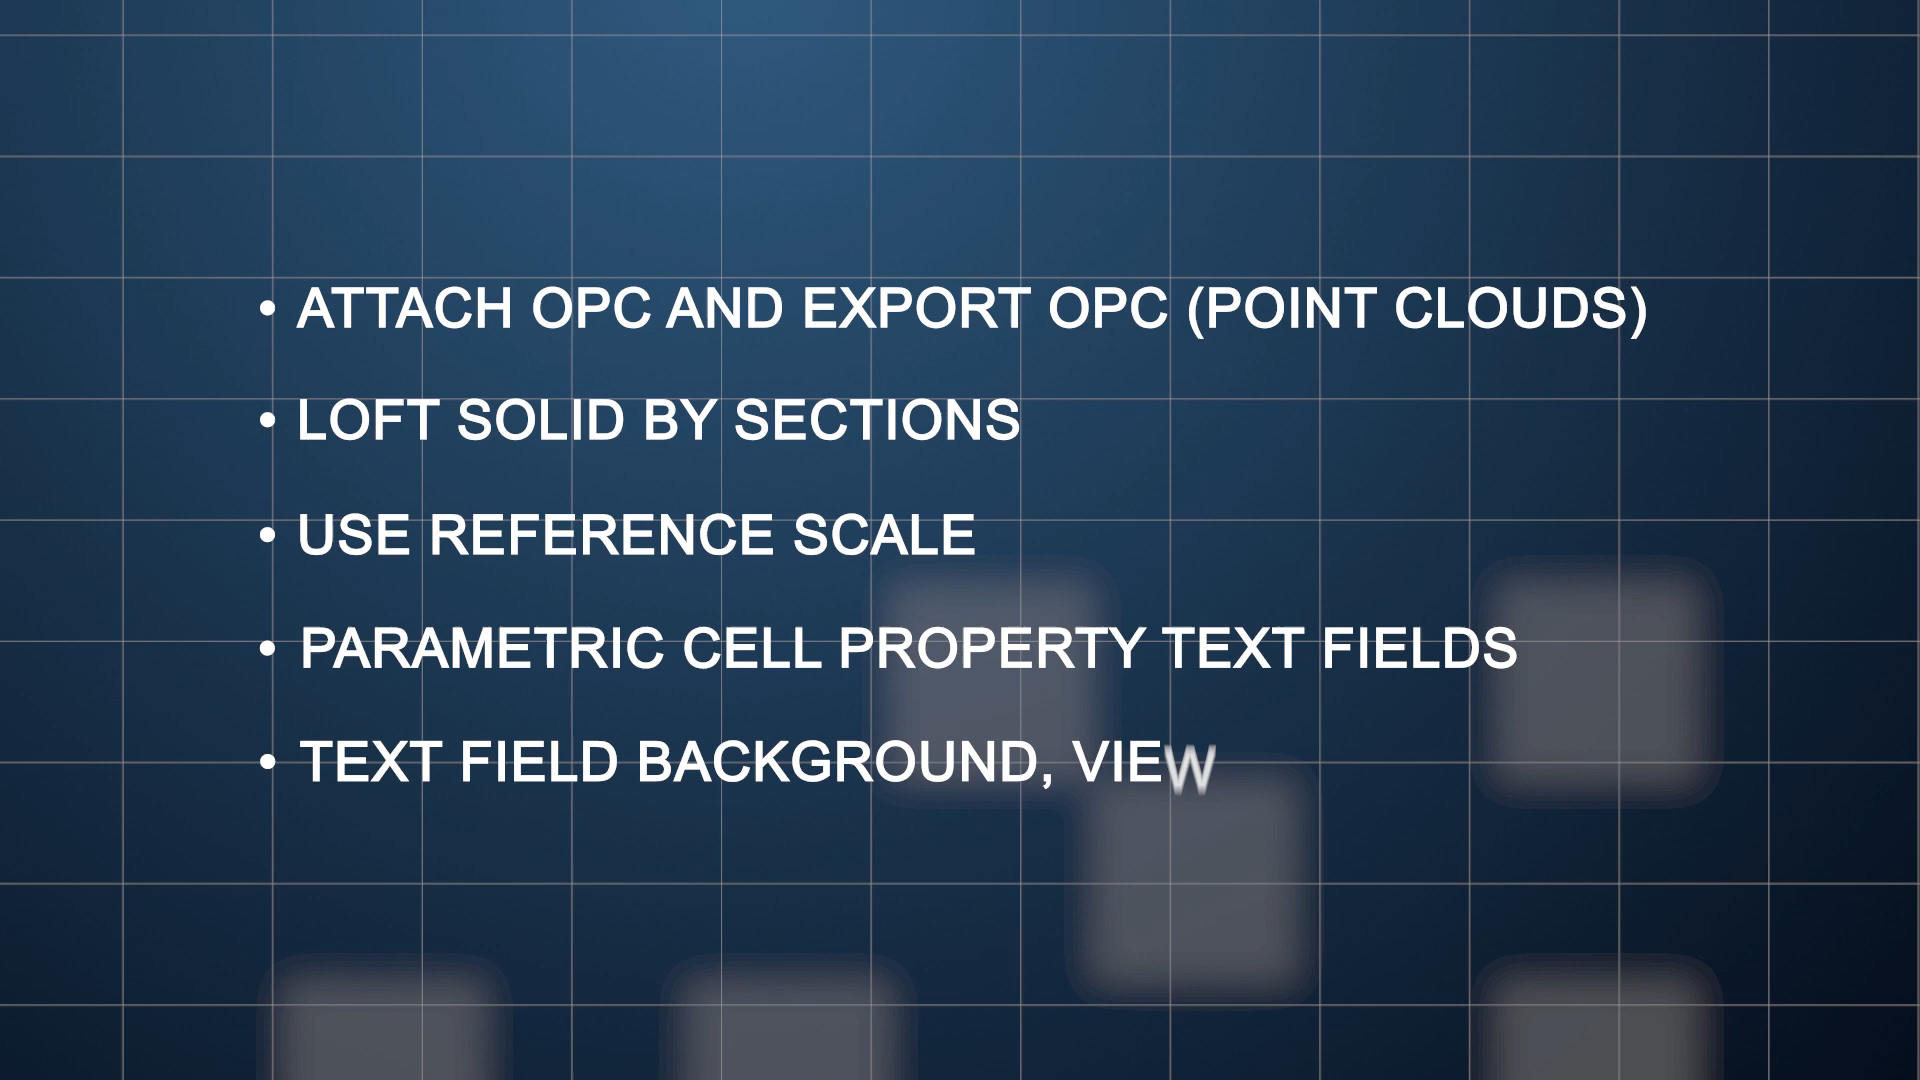 • ATTACH OPC AND EXPORT OPC (POINT CLOUDS)
• LOFT SOLID BY SECTIONS
• USE REFERENCE SCALE
• PARAMETRIC CELL PROPERTY TEXT FIELDS
• TEXT FIELD BACKGROUND, VIEW